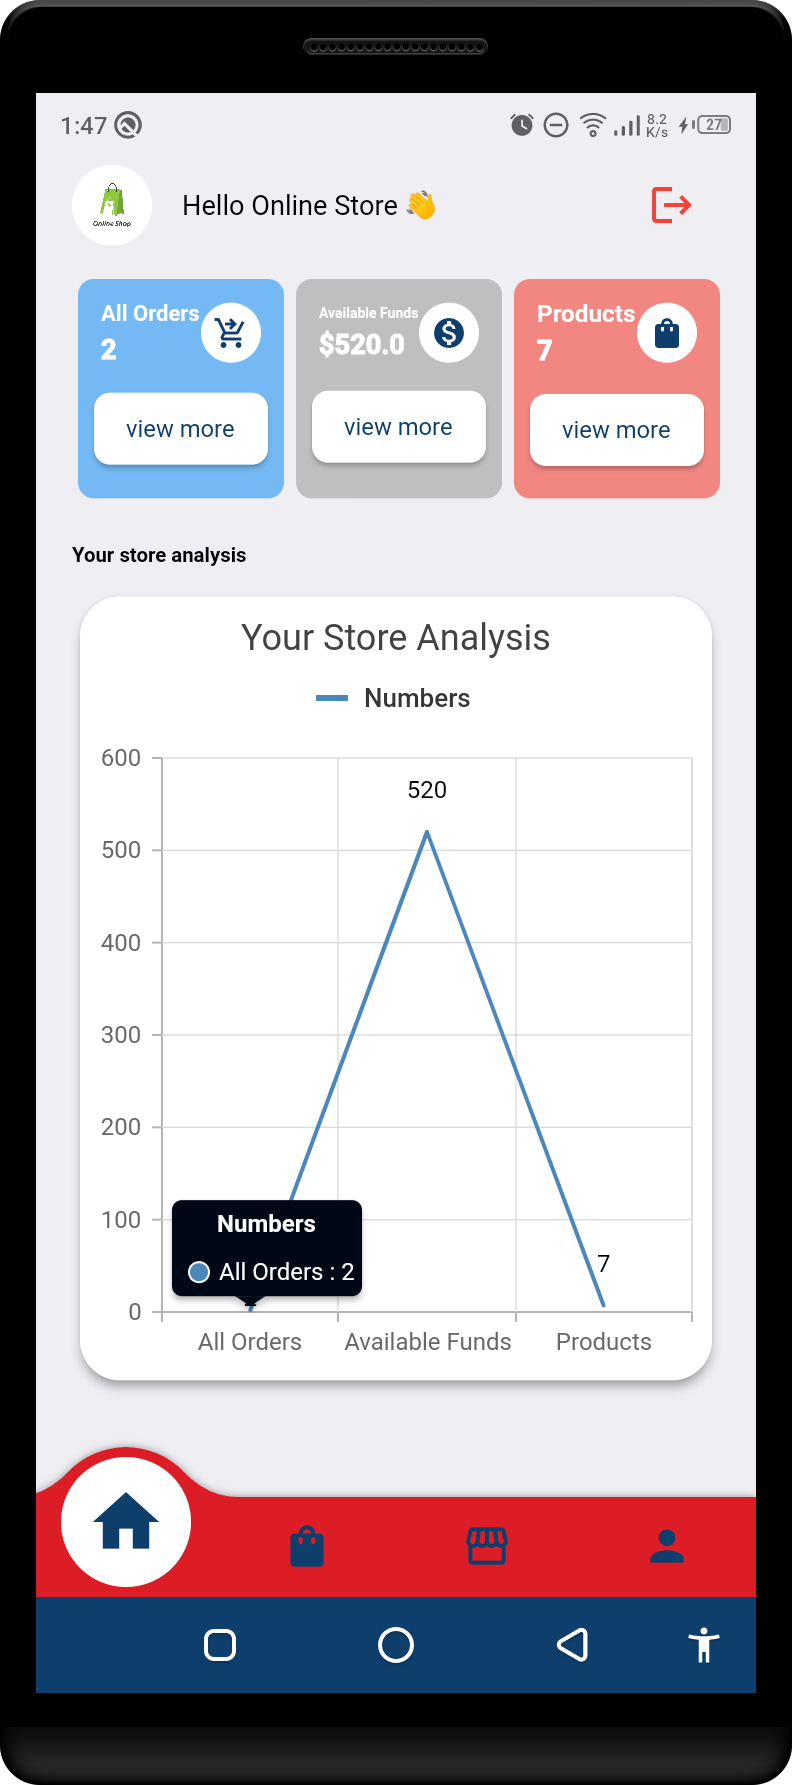 1:47
8.2
K/s
27
Online Shop
Hello Online Store 👋
All Orders
2
view more
Available Funds
$520.0
view more
Products
7
view more
Your store analysis
Your Store Analysis
Numbers
600
500
400
300
200
100
0
520
7
Numbers
All Orders : 2
All Orders
Available Funds
Products